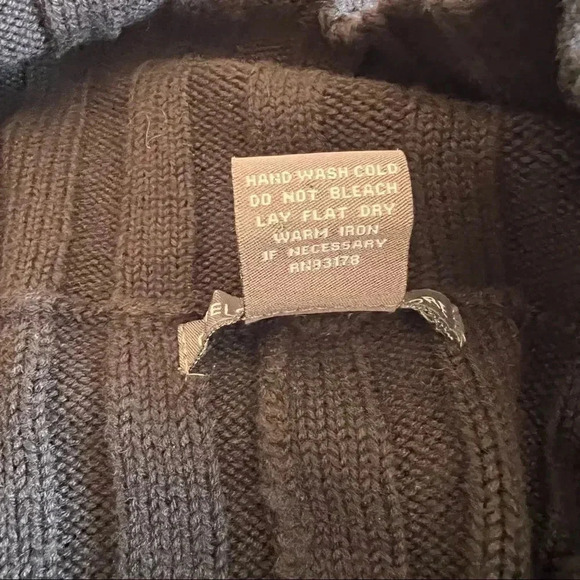 HAND WASH COLD
DO NOT BLEACH
LAY FLAT DRY
WARM IRON
IF NECESSARY
RN93178